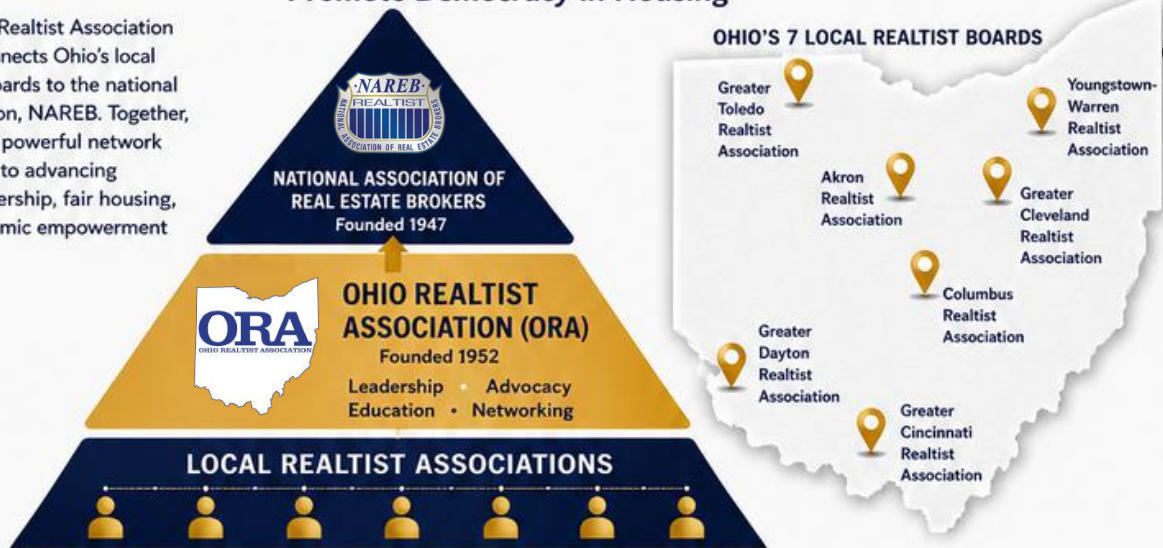 Promote Democracy in Housing
Realtist Association
nects Ohio's local
ards to the national
on, NAREB. Together,
powerful network
to advancing
ership, fair housing,
mic empowerment
NAREB
REALTIST
NATIONAL ASSOCIATION OF REAL ESTATE BROKERS
NATIONAL ASSOCIATION OF
REAL ESTATE BROKERS
Founded 1947
ORA
OHIO REALTIST ASSOCIATION
OHIO REALTIST
ASSOCIATION (ORA)
Founded 1952
Leadership • Advocacy
Education • Networking
LOCAL REALTIST ASSOCIATIONS
OHIO'S 7 LOCAL REALTIST BOARDS
Greater
Toledo
Realtist
Association
Youngstown-
Warren
Realtist
Association
Akron
Realtist
Association
Greater
Cleveland
Realtist
Association
Columbus
Realtist
Association
Greater
Dayton
Realtist
Association
Greater
Cincinnati
Realtist
Association